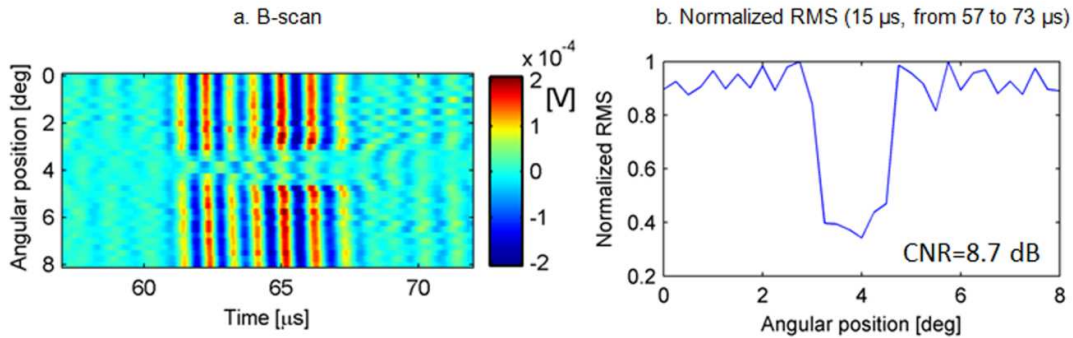 a. B-scan
x 10⁻⁴
0
2
4
6
8
Angular position [deg]
60
65
70
Time [μs]
2
1
0
-1
-2
[V]
b. Normalized RMS (15 μs, from 57 to 73 μs)
1
0.8
0.6
0.4
0.2
Normalized RMS
CNR=8.7 dB
0
2
4
6
8
Angular position [deg]